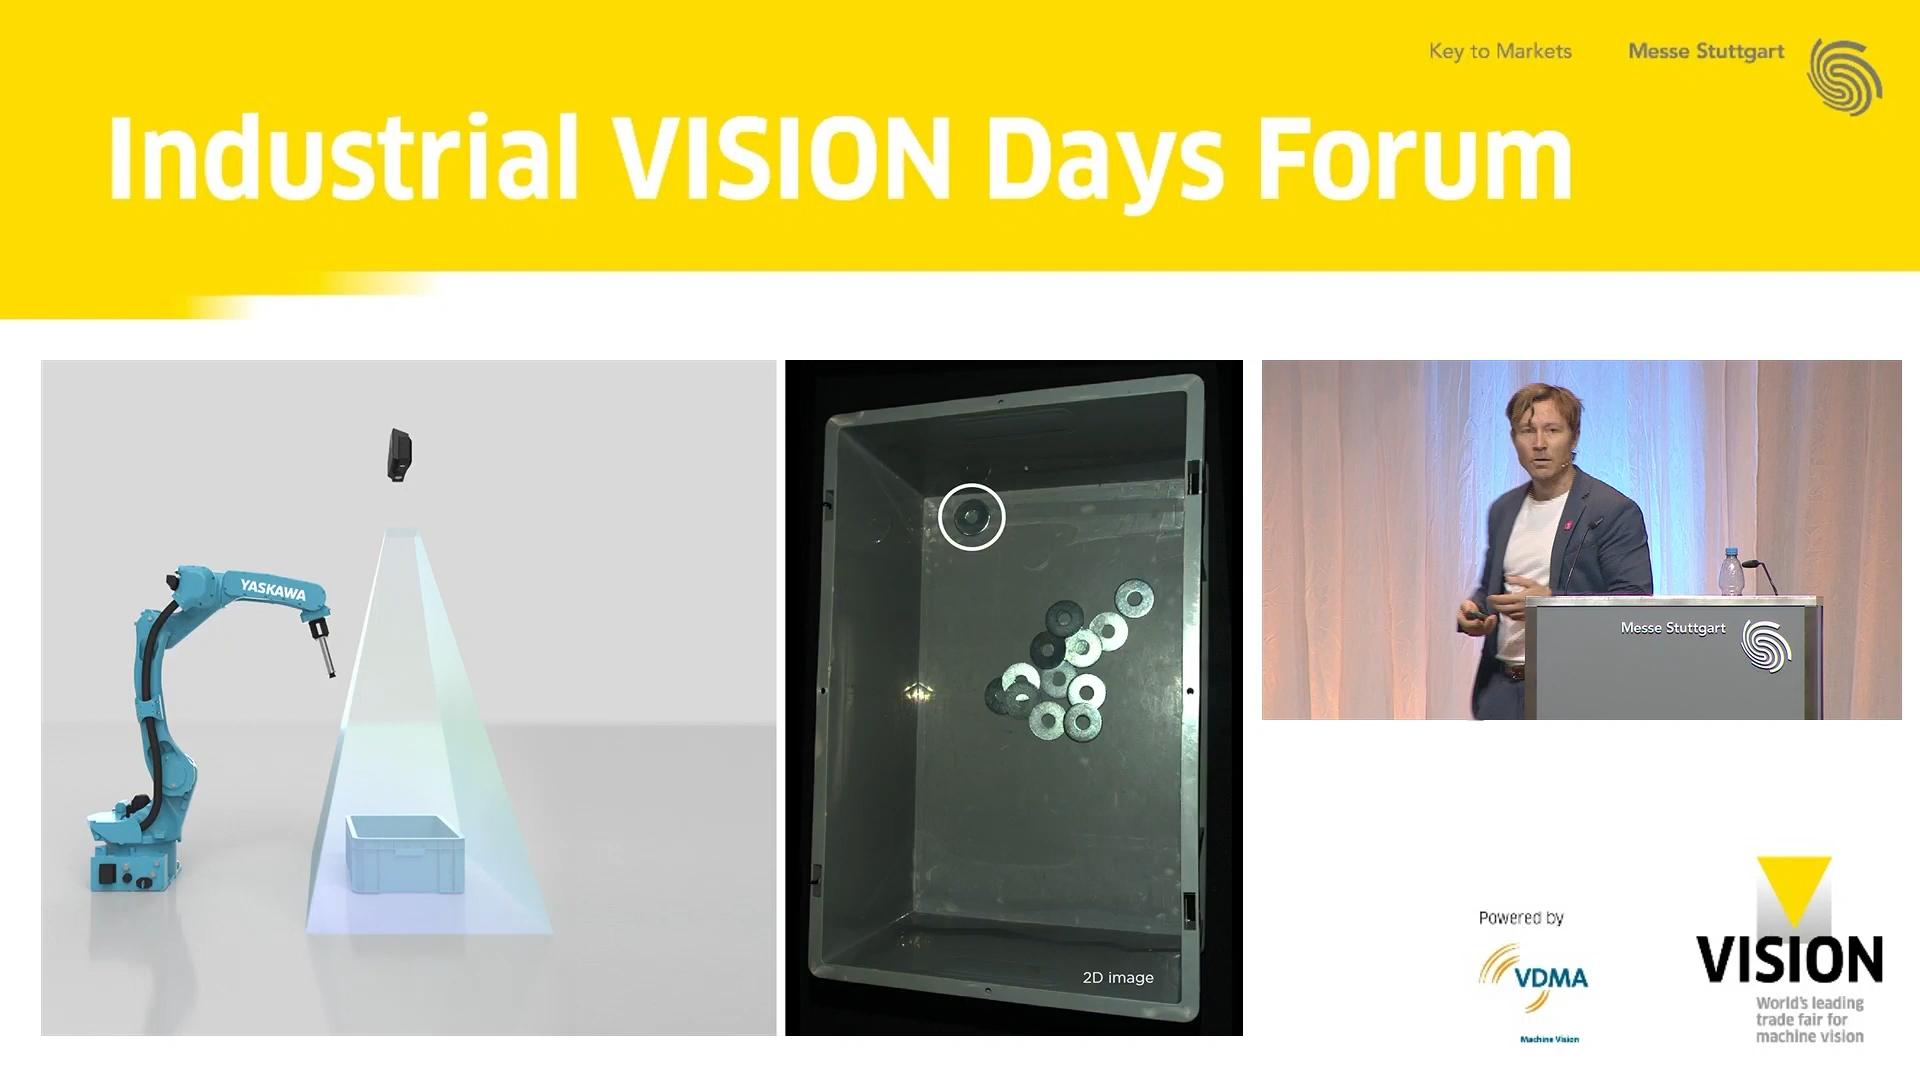 Key to Markets
Messe Stuttgart
Industrial VISION Days Forum
YASKAWA
2D image
Messe Stuttgart
Powered by
VDMA
Machine Vision
VISION
World's leading
trade fair for
machine vision